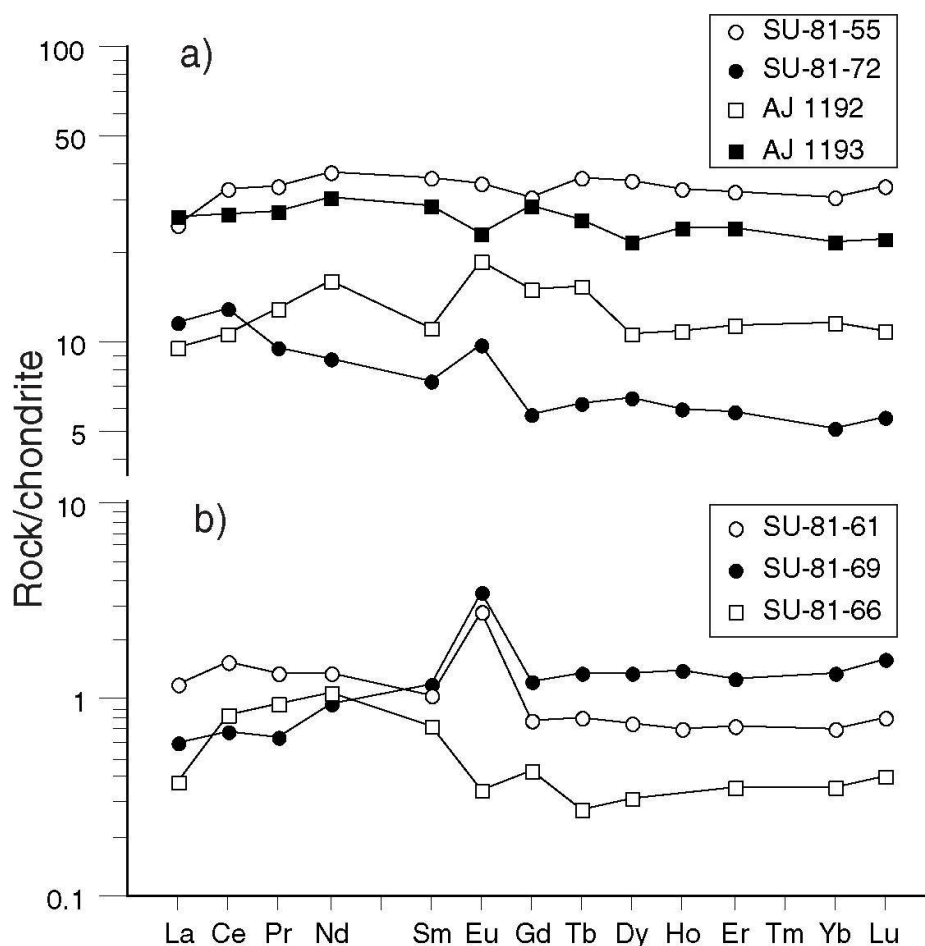 a)
SU-81-55
SU-81-72
AJ 1192
AJ 1193
100
50
10
5
Rock/chondrite
b)
SU-81-61
SU-81-69
SU-81-66
10
1
0.1
La Ce Pr Nd Sm Eu Gd Tb Dy Ho Er Tm Yb Lu